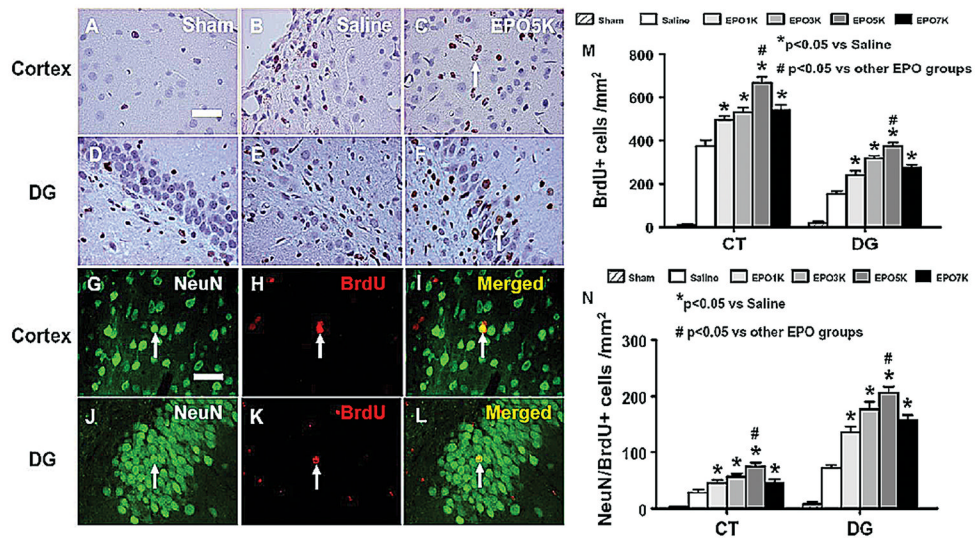 A Sham
B Saline
C EPO5K
Cortex
D
E
F
DG
G NeuN
H BrdU
I Merged
Cortex
J NeuN
K BrdU
L Merged
DG
Sham Saline EPO1K EPO3K EPO5K EPO7K
M
*p<0.05 vs Saline
# p<0.05 vs other EPO groups
BrdU+ cells /mm2
800
600
400
200
0
* * # * *
* * # * *
CT DG
Sham Saline EPO1K EPO3K EPO5K EPO7K
N
*p<0.05 vs Saline
# p<0.05 vs other EPO groups
NeuN/BrdU+ cells /mm2
300
200
100
0
* * # * *
* * # * *
CT DG